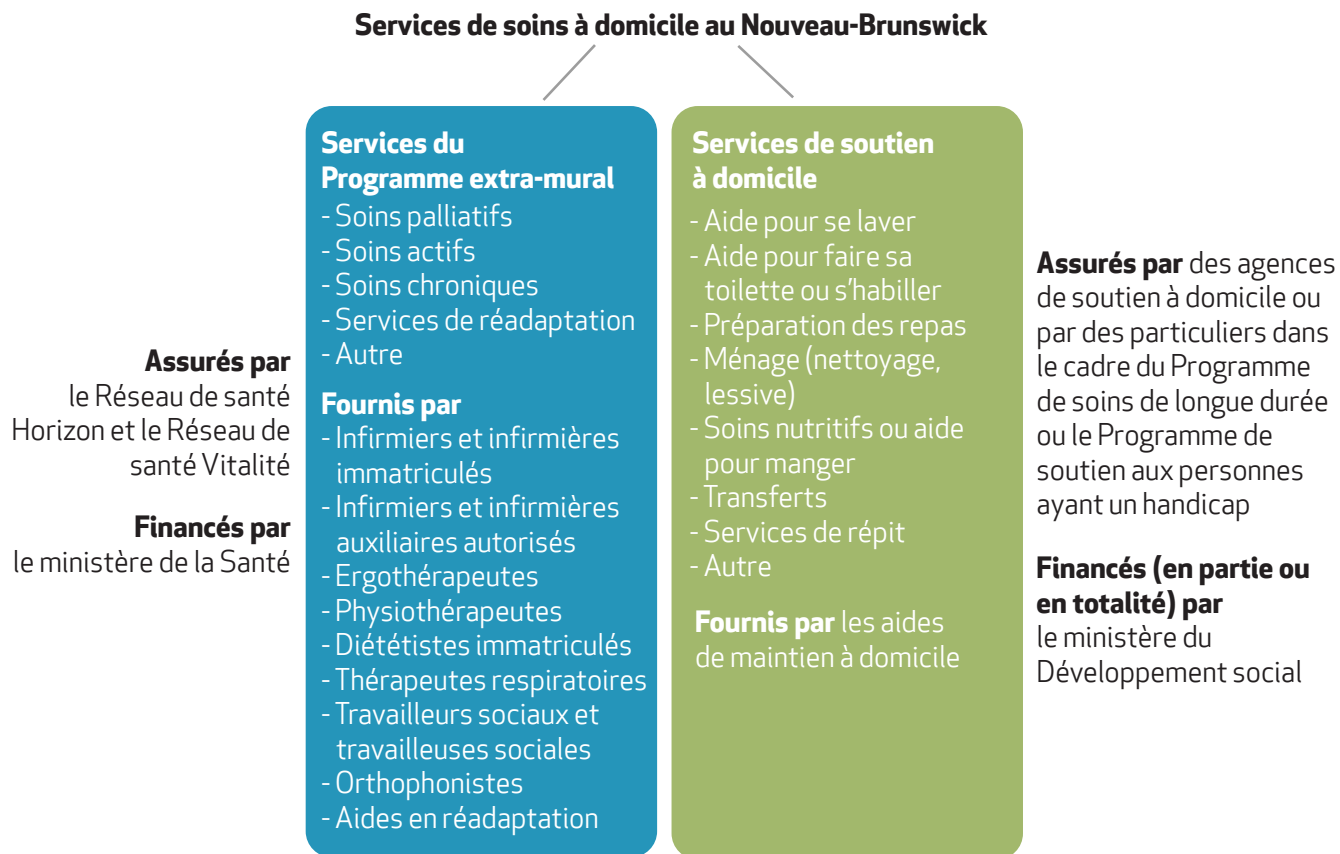 Services de soins à domicile au Nouveau-Brunswick
Assurés par
le Réseau de santé
Horizon et le Réseau de
santé Vitalité
Financés par
le ministère de la Santé
Services du
Programme extra-mural
- Soins palliatifs
- Soins actifs
- Soins chroniques
- Services de réadaptation
- Autre
Fournis par
- Infirmiers et infirmières
immatriculés
- Infirmiers et infirmières
auxiliaires autorisés
- Ergothérapeutes
- Physiothérapeutes
- Diététistes immatriculés
- Thérapeutes respiratoires
- Travailleurs sociaux et
travailleuses sociales
- Orthophonistes
- Aides en réadaptation
Services de soutien
à domicile
- Aide pour se laver
- Aide pour faire sa
toilette ou s'habiller
- Préparation des repas
- Ménage (nettoyage,
lessive)
- Soins nutritifs ou aide
pour manger
- Transferts
- Services de répit
- Autre
Fournis par les aides
de maintien à domicile
Assurés par des agences
de soutien à domicile ou
par des particuliers dans
le cadre du Programme
de soins de longue durée
ou le Programme de
soutien aux personnes
ayant un handicap
Financés (en partie ou
en totalité) par
le ministère du
Développement social